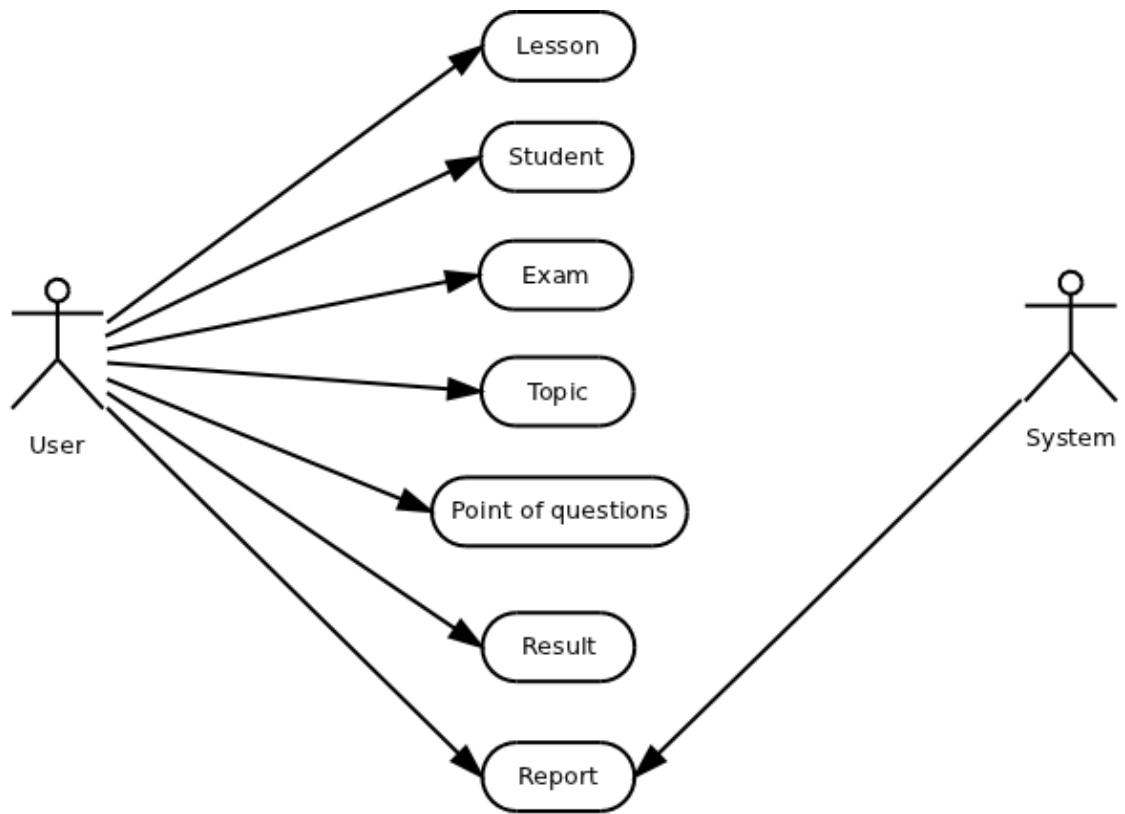 Lesson
Student
Exam
Topic
User
System
Point of questions
Result
Report